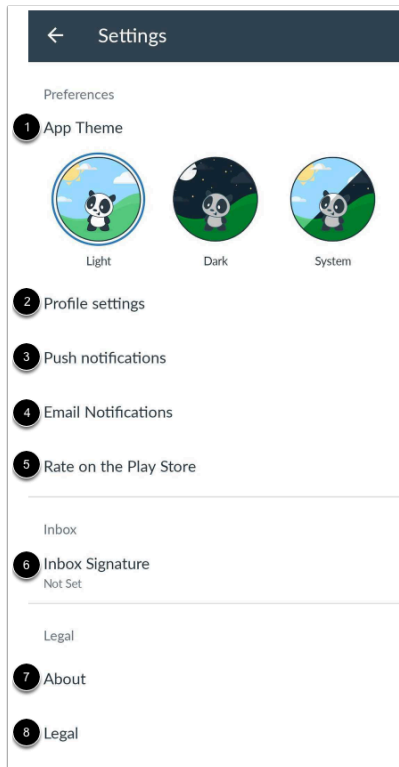 Settings
Preferences
1 App Theme
Light Dark System
2 Profile settings
3 Push notifications
4 Email Notifications
5 Rate on the Play Store
Inbox
6 Inbox Signature
Not Set
Legal
7 About
8 Legal